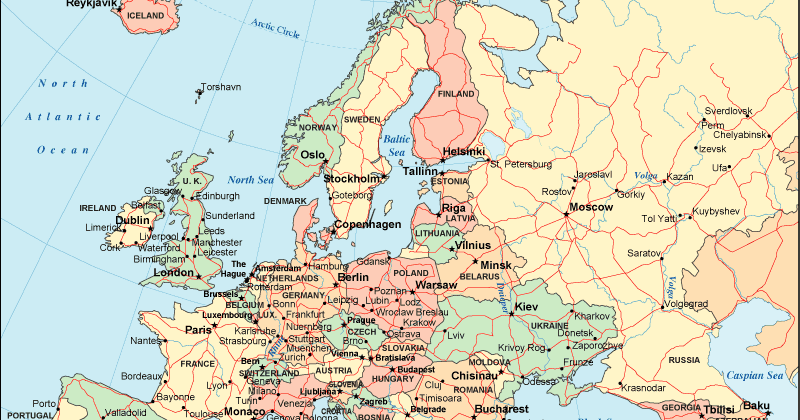 Reykjavik
ICELAND
Arctic Circle
North
Atlantic
Ocean
Torshavn
NORWAY
SWEDEN
FINLAND
Baltic
Sea
Oslo
Stockholm
Helsinki
Tallinn
St. Petersburg
ESTONIA
North Sea
DENMARK
Goteborg
Copenhagen
Riga
LATVIA
LITHUANIA
Vilnius
Sverdlovsk
Perm
Chelyabinsk
Izevsk
Ufa
Volga
Kazan
Jaroslavl
Rostov
Gorkiy
Moscow
Tol Yatti
Kuybyshev
Saratov
Volga
Volgograd
U. K.
Glasgow
Edinburgh
Belfast
IRELAND
Dublin
Limerick
Cork
Waterford
Sunderland
Leeds
Liverpool
Manchester
Leicester
Birmingham
London
The
Hague
Amsterdam
NETHERLANDS
Rotterdam
Brussels
BELGIUM
Hamburg
Berlin
GERMANY
Bonn
Leipzig
Luxembourg
LUX.
Frankfurt
Karlsruhe
Nuernberg
Strasbourg
Stuttgart
Muenchen
Zurich
Rhine
Gdansk
POLAND
Warsaw
Poznan
Lubin
Lodz
Wroclaw Breslau
Krakow
Minsk
BELARUS
Dnieper
Kiev
UKRAINE
Kharkov
Donetsk
Zaporozhye
Krivoy Rog
Frunze
Lviv
Odessa
Prague
CZECH
Brno
Ostrava
SLOVAKIA
Vienna
Bratislava
AUSTRIA
Budapest
HUNGARY
MOLDOVA
Chisinau
ROMANIA
Cluj
Timisoara
Bucharest
Belgrade
Paris
Nantes
FRANCE
Bordeaux
Bayonne
Toulouse
Lyon
Monaco
Bern
SWITZERLAND
Geneva
Milano
Turin
Genova
Venezia
Bologna
Ljubljana
SLOVENIA
Zagreb
CROATIA
BOSNIA
Porto
PORTUGAL
Valladolid
RUSSIA
Krasnodar
Caspian Sea
GEORGIA
Tbilisi
Baku